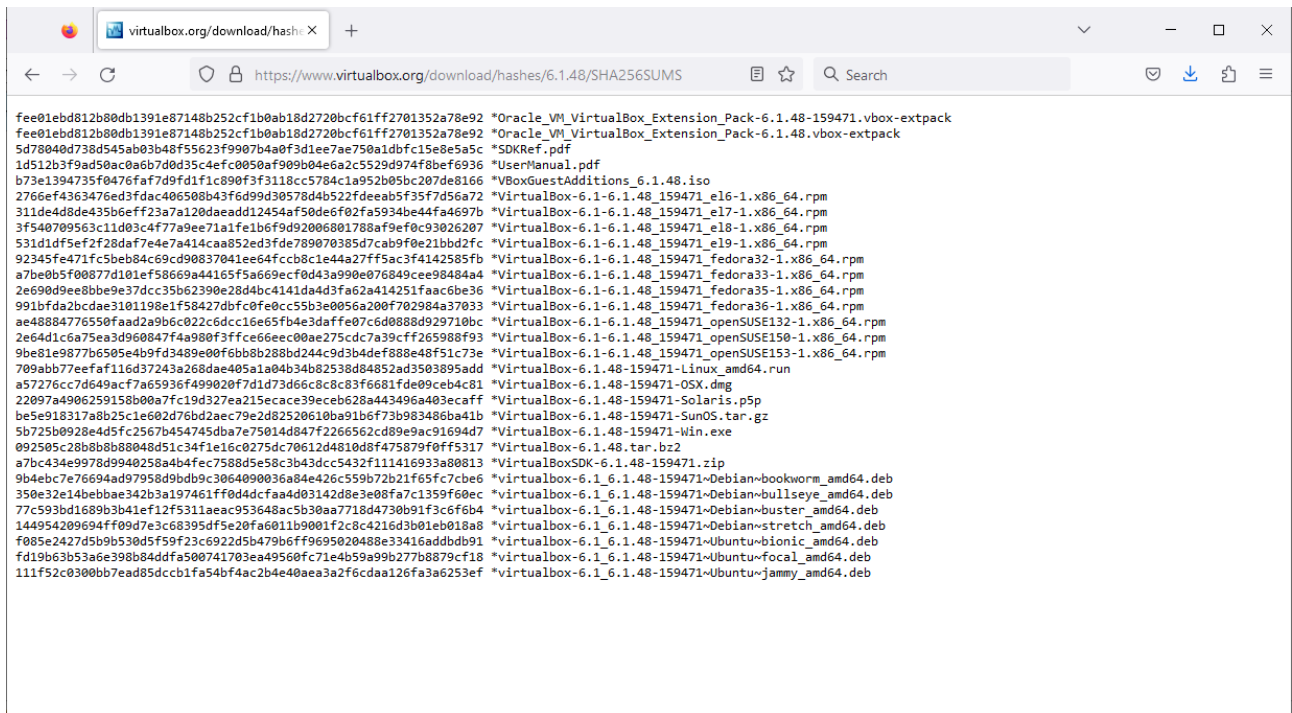 virtualbox.org/download/hashe
https://www.virtualbox.org/download/hashes/6.1.48/SHA256SUMS
Search
fee01ebd812b80db1391e87148b252cf1b0ab18d2720bcf61ff2701352a78e92 *Oracle_VM_VirtualBox_Extension_Pack-6.1.48-159471.vbox-extpack
fee01ebd812b80db1391e87148b252cf1b0ab18d2720bcf61ff2701352a78e92 *Oracle_VM_VirtualBox_Extension_Pack-6.1.48.vbox-extpack
5d78040d738d545ab03b48f55623f9907b4a0f3d1ee7ae750a1dbfc15e8e5a5c *SDKRef.pdf
1d512b3f9ad50ac0a6b7d0d35c4efc0050af909b04e6a2c5529d974f8bef6936 *UserManual.pdf
b73e1394735f0476faf7d9fd1f1c890f3f3118cc5784c1a952b05bc207de8166 *VBoxGuestAdditions_6.1.48.iso
2766ef4363476ed3fdac406508b43f6d99d30578d4b522fdeeab5f35f7d56a72 *VirtualBox-6.1-6.1.48_159471_el6-1.x86_64.rpm
311de4d8de435b6eff23a7a120daeadd12454af50de6f02fa5934be44fa4697b *VirtualBox-6.1-6.1.48_159471_el7-1.x86_64.rpm
3f540709563c11d03c4f77a9ee71a1fe1b6f9d92006801788af9ef0c93026207 *VirtualBox-6.1-6.1.48_159471_el8-1.x86_64.rpm
531d1df5ef2f28daf7e4e7a414caa852ed3fde789070385d7cab9f0e21bbd2fc *VirtualBox-6.1-6.1.48_159471_el9-1.x86_64.rpm
92345fe471fc5beb84c69cd90837041ee64fccb8c1e44a27ff5ac3f4142585fb *VirtualBox-6.1-6.1.48_159471_fedora32-1.x86_64.rpm
a7be0b5f00877d101ef58669a44165f5a669ecf0d43a990e076849cee98484a4 *VirtualBox-6.1-6.1.48_159471_fedora33-1.x86_64.rpm
2e690d9ee8bbe9e37dcc35b62390e28d4bc4141da4d3fa62a414251faac6be36 *VirtualBox-6.1-6.1.48_159471_fedora35-1.x86_64.rpm
991bfda2bcdae3101198e1f58427dbfc0fe0cc55b3e0056a200f702984a37033 *VirtualBox-6.1-6.1.48_159471_fedora36-1.x86_64.rpm
ae48884776550faad2a9b6c022c6dcc16e65fb4e3daffe07c6d0888d929710bc *VirtualBox-6.1-6.1.48_159471_openSUSE132-1.x86_64.rpm
2e64d1c6a75ea3d960847f4a980f3ffce66eec00ae275cdc7a39cff265988f93 *VirtualBox-6.1-6.1.48_159471_openSUSE150-1.x86_64.rpm
9be81e9877b6505e4b9fd3489e00f6bb8b288bd244c9d3b4def888e48f51c73e *VirtualBox-6.1-6.1.48_159471_openSUSE153-1.x86_64.rpm
709abb77eefaf116d37243a268dae405a1a04b34b82538d84852ad3503895add *VirtualBox-6.1.48-159471-Linux_amd64.run
a57276cc7d649acf7a65936f499020f7d1d73d66c8c8c83f6681fde09ceb4c81 *VirtualBox-6.1.48-159471-OSX.dmg
22097a4906259158b00a7fc19d327ea215ecace39eceb628a443496a403ecaff *VirtualBox-6.1.48-159471-Solaris.p5p
be5e918317a8b25c1e602d76bd2aec79e2d82520610ba91b6f73b983486ba41b *VirtualBox-6.1.48-159471-SunOS.tar.gz
5b725b0928e4d5fc2567b454745dba7e75014d847f2266562cd89e9ac91694d7 *VirtualBox-6.1.48-159471-Win.exe
092505c28b8b8b88048d51c34f1e16c0275dc70612d4810d8f475879f0ff5317 *VirtualBox-6.1.48.tar.bz2
a7bc434e9978d9940258a4b4fec7588d5e58c3b43dcc5432f111416933a80813 *VirtualBoxSDK-6.1.48-159471.zip
9b4ebc7e76694ad97958d9bdb9c3064090036a84e426c559b72b21f65fc7cbe6 *virtualbox-6.1_6.1.48-159471~Debian~bookworm_amd64.deb
350e32e14bebbae342b3a197461ff0d4dcfaa4d03142d8e3e08fa7c1359f60ec *virtualbox-6.1_6.1.48-159471~Debian~bullseye_amd64.deb
77c593bd1689b3b41ef12f5311aeac953648ac5b30aa7718d4730b91f3c6f6b4 *virtualbox-6.1_6.1.48-159471~Debian~buster_amd64.deb
144954209694ff09d7e3c68395df5e20fa6011b9001f2c8c4216d3b01eb018a8 *virtualbox-6.1_6.1.48-159471~Debian~stretch_amd64.deb
f085e2427d5b9b530d5f59f23c6922d5b479b6ff9695020488e33416addbdb91 *virtualbox-6.1_6.1.48-159471~Ubuntu~bionic_amd64.deb
fd19b63b53a6e398b84ddfa500741703ea49560fc71e4b59a99b277b8879cf18 *virtualbox-6.1_6.1.48-159471~Ubuntu~focal_amd64.deb
111f52c0300bb7ead85dccb1fa54bf4ac2b4e40aea3a2f6cdaa126fa3a6253ef *virtualbox-6.1_6.1.48-159471~Ubuntu~jammy_amd64.deb